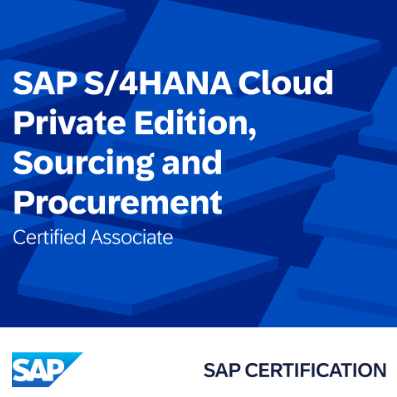 SAP S/4HANA Cloud
Private Edition,
Sourcing and
Procurement
Certified Associate
SAP
SAP CERTIFICATION